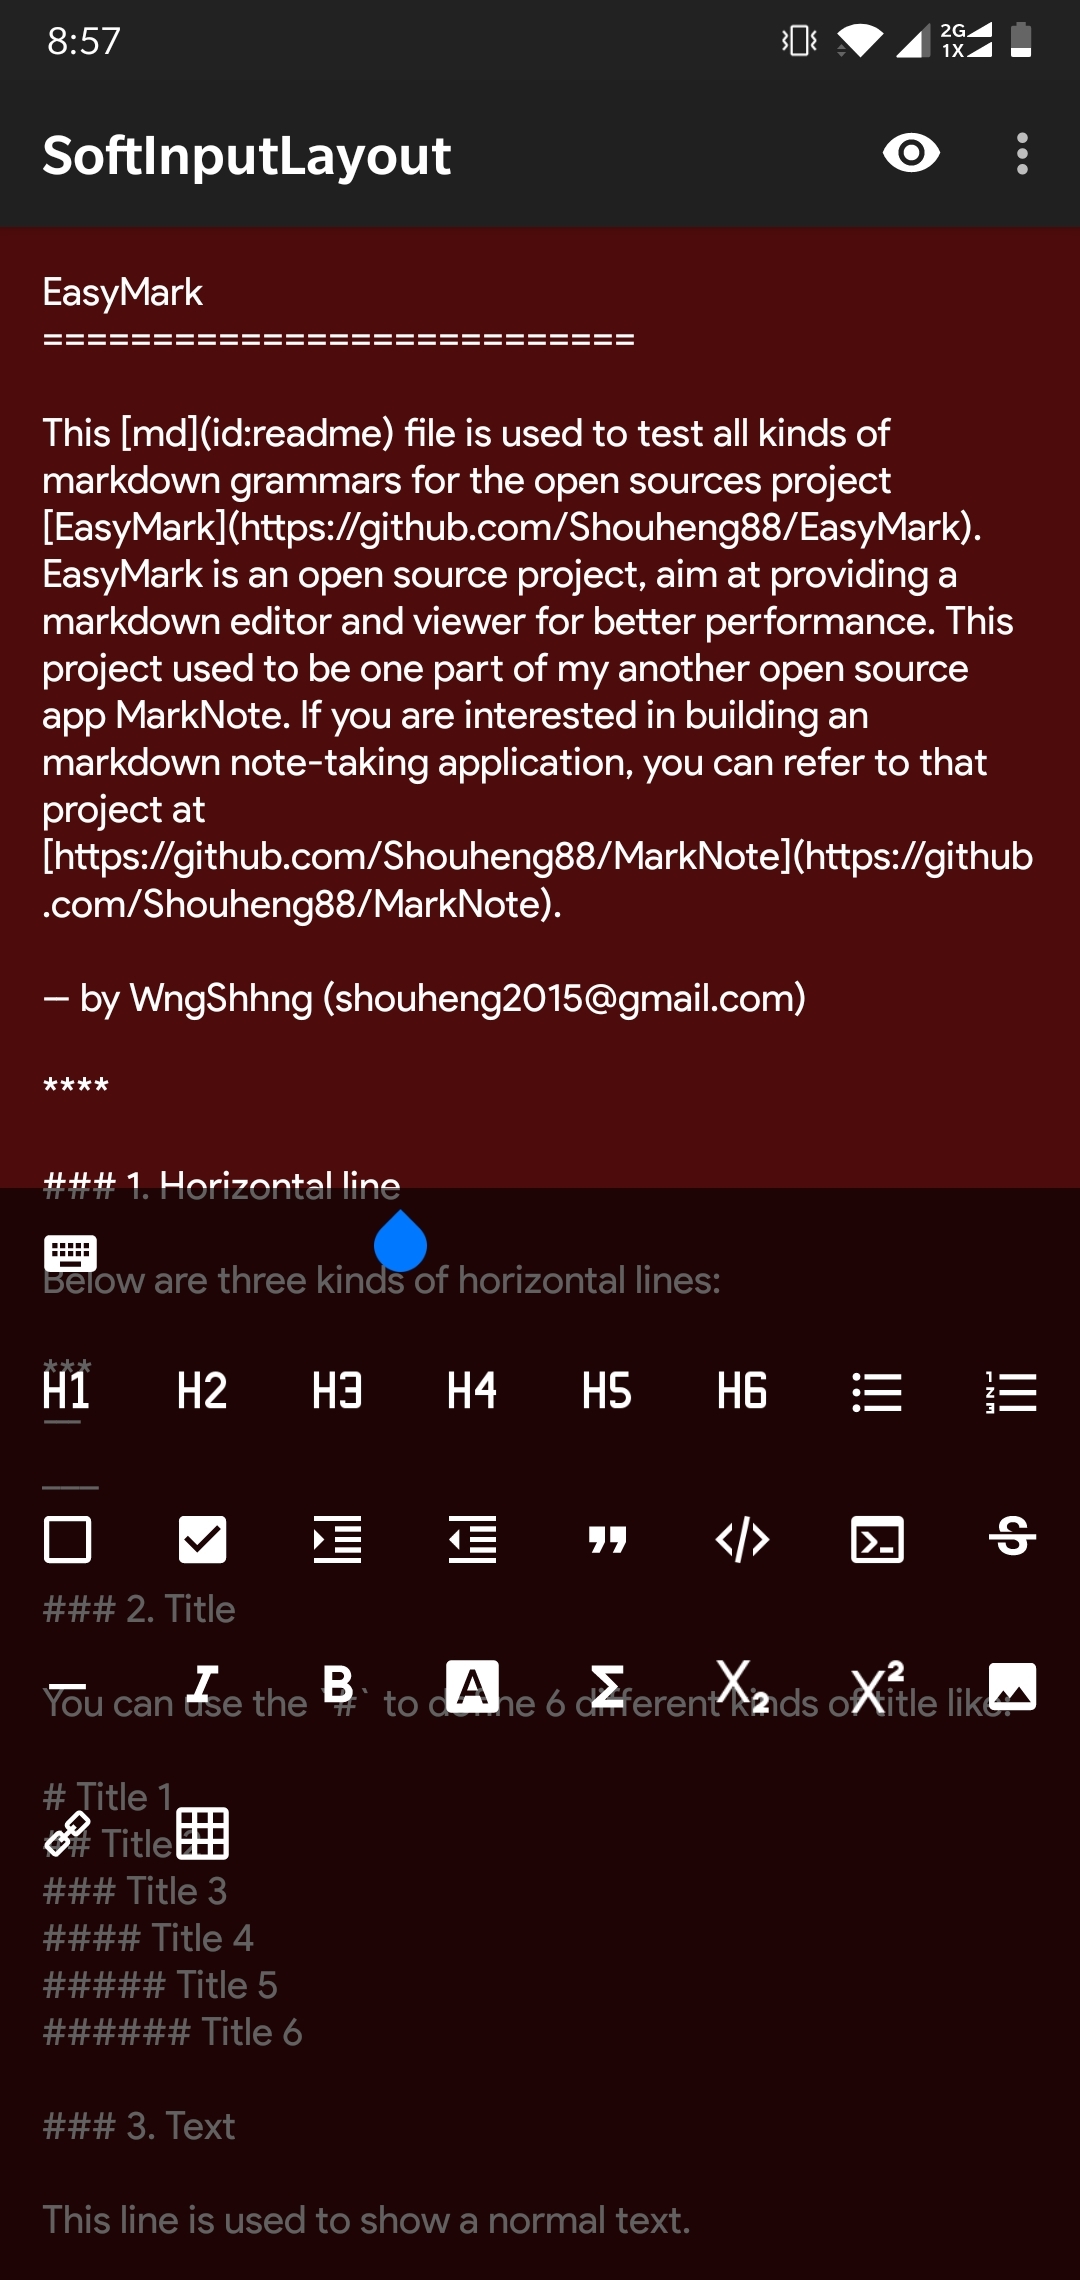 8:57
2G
1X
SoftInputLayout
EasyMark
===========================
This [md](id:readme) file is used to test all kinds of
markdown grammars for the open sources project
[EasyMark](https://github.com/Shouheng88/EasyMark).
EasyMark is an open source project, aim at providing a
markdown editor and viewer for better performance. This
project used to be one part of my another open source
app MarkNote. If you are interested in building an
markdown note-taking application, you can refer to that
project at
[https://github.com/Shouheng88/MarkNote](https://github
.com/Shouheng88/MarkNote).
— by WngShhng (shouheng2015@gmail.com)
****
### 1. Horizontal line
Below are three kinds of horizontal lines:
***
H1 H2 H3 H4 H5 H6
---
___
### 2. Title
You can use the `#` to define 6 different kinds of title like:
# Title 1
## Title 2
### Title 3
#### Title 4
##### Title 5
###### Title 6
### 3. Text
This line is used to show a normal text.